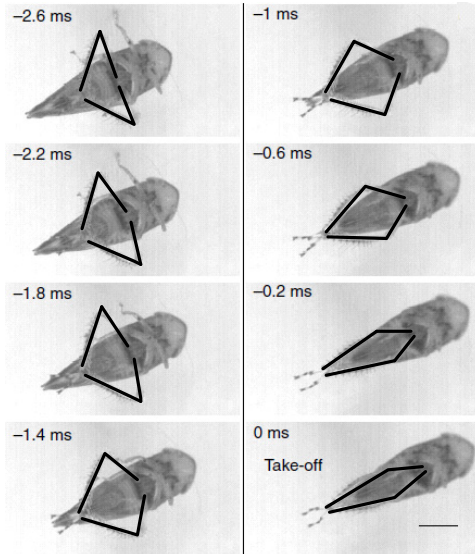 –2.6 ms
–2.2 ms
–1.8 ms
–1.4 ms
–1 ms
–0.6 ms
–0.2 ms
0 ms
Take-off